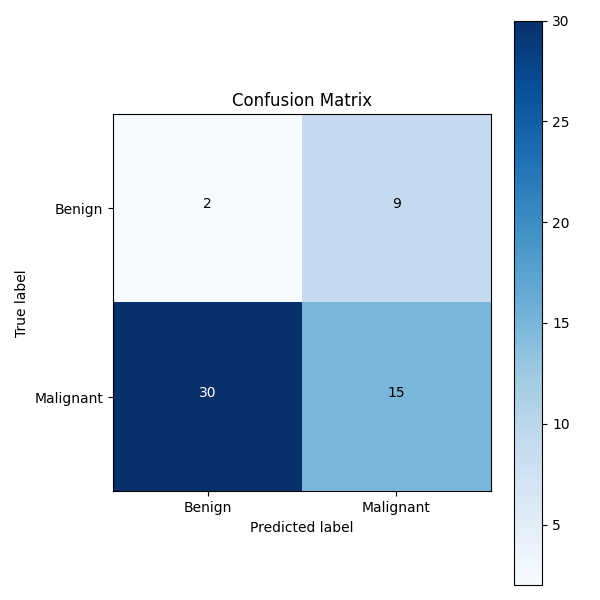 Confusion Matrix
30
25
20
15
10
5
True label
Benign
2
9
Malignant
30
15
Benign
Malignant
Predicted label